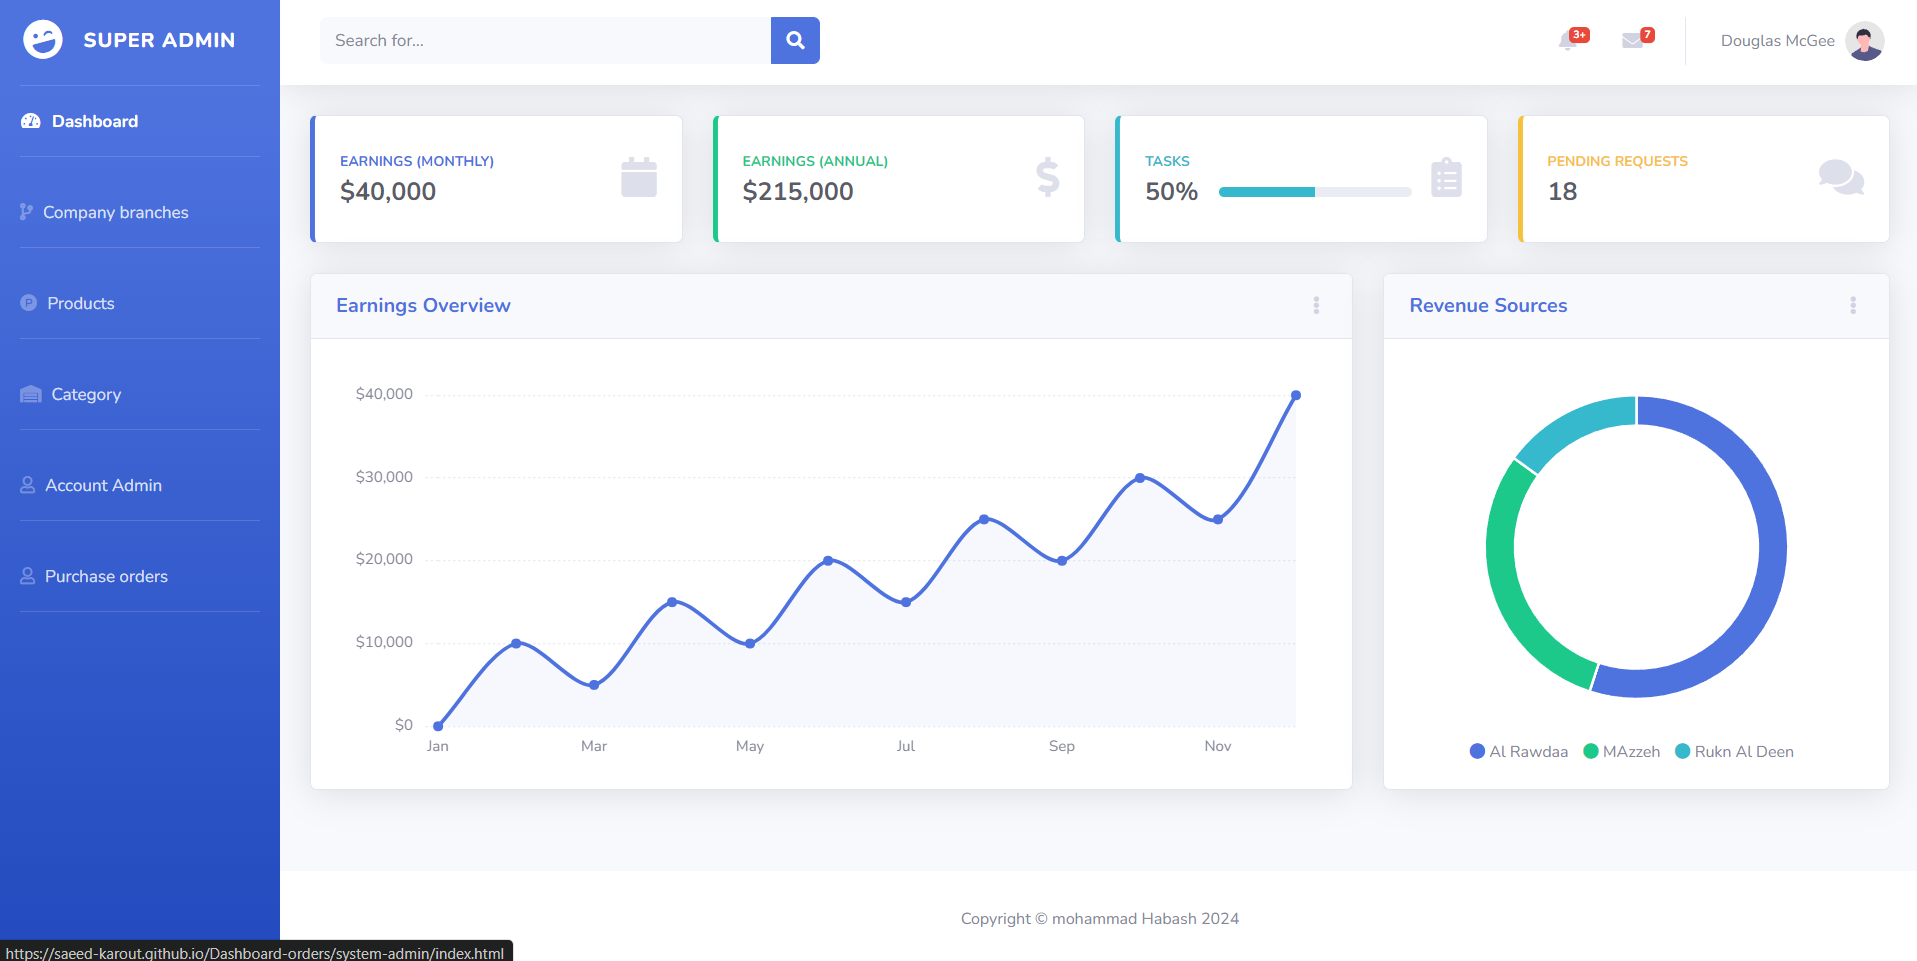 SUPER ADMIN
Dashboard
Company branches
Products
Category
Account Admin
Purchase orders
Search for...
3+
7
Douglas McGee
EARNINGS (MONTHLY)
$40,000
EARNINGS (ANNUAL)
$215,000
TASKS
50%
PENDING REQUESTS
18
Earnings Overview
$40,000
$30,000
$20,000
$10,000
$0
Jan Mar May Jul Sep Nov
Revenue Sources
Al Rawdaa MAzzeh Rukn Al Deen
Copyright © mohammad Habash 2024
https://saeed-karout.github.io/Dashboard-orders/system-admin/index.html